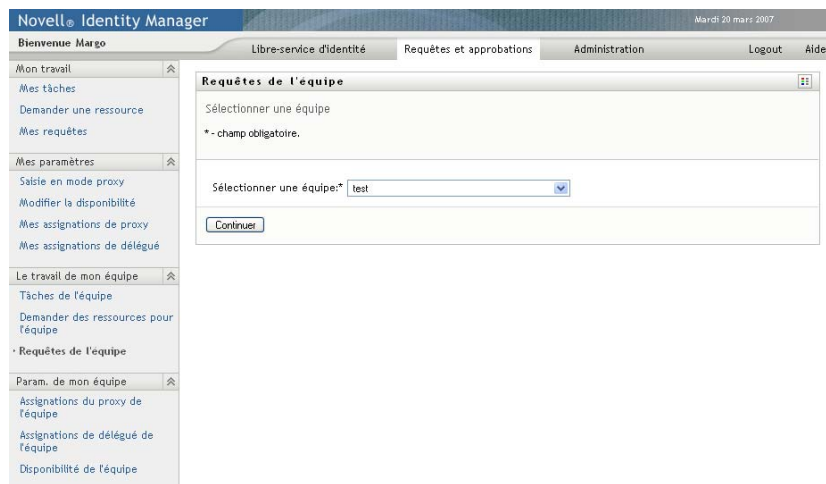 Novell® Identity Manager
Mardi 20 mars 2007
Bienvenue Margo
Libre-service d'identité
Requêtes et approbations
Administration
Logout
Aide
Mon travail
Mes tâches
Demander une ressource
Mes requêtes
Mes paramètres
Saisie en mode proxy
Modifier la disponibilité
Mes assignations de proxy
Mes assignations de délégué
Le travail de mon équipe
Tâches de l'équipe
Demander des ressources pour
l'équipe
· Requêtes de l'équipe
Param. de mon équipe
Assignations du proxy de
l'équipe
Assignations de délégué de
l'équipe
Disponibilité de l'équipe
Requêtes de l'équipe
Sélectionner une équipe
* - champ obligatoire.
Sélectionner une équipe:* test
Continuer